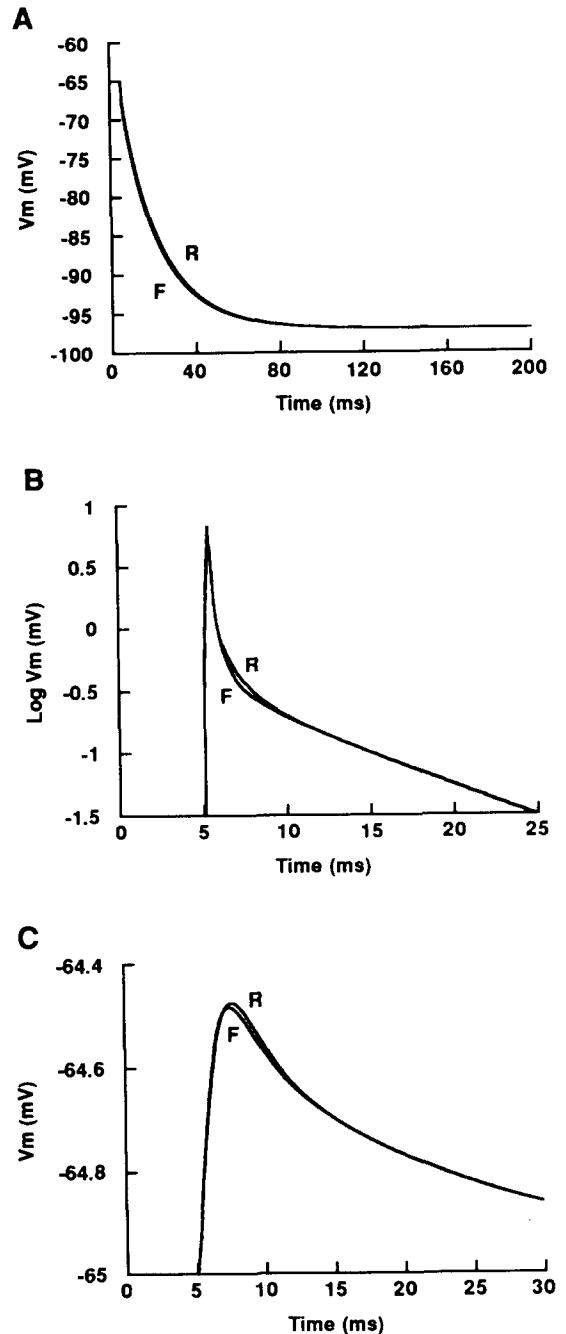 A
-60
-65
-70
-75
-80
-85
-90
-95
-100
Vm (mV)
R
F
0 40 80 120 160 200
Time (ms)
B
1
0.5
0
-0.5
-1
-1.5
Log Vm (mV)
R
F
0 5 10 15 20 25
Time (ms)
C
-64.4
-64.6
-64.8
-65
Vm (mV)
R
F
0 5 10 15 20 25 30
Time (ms)